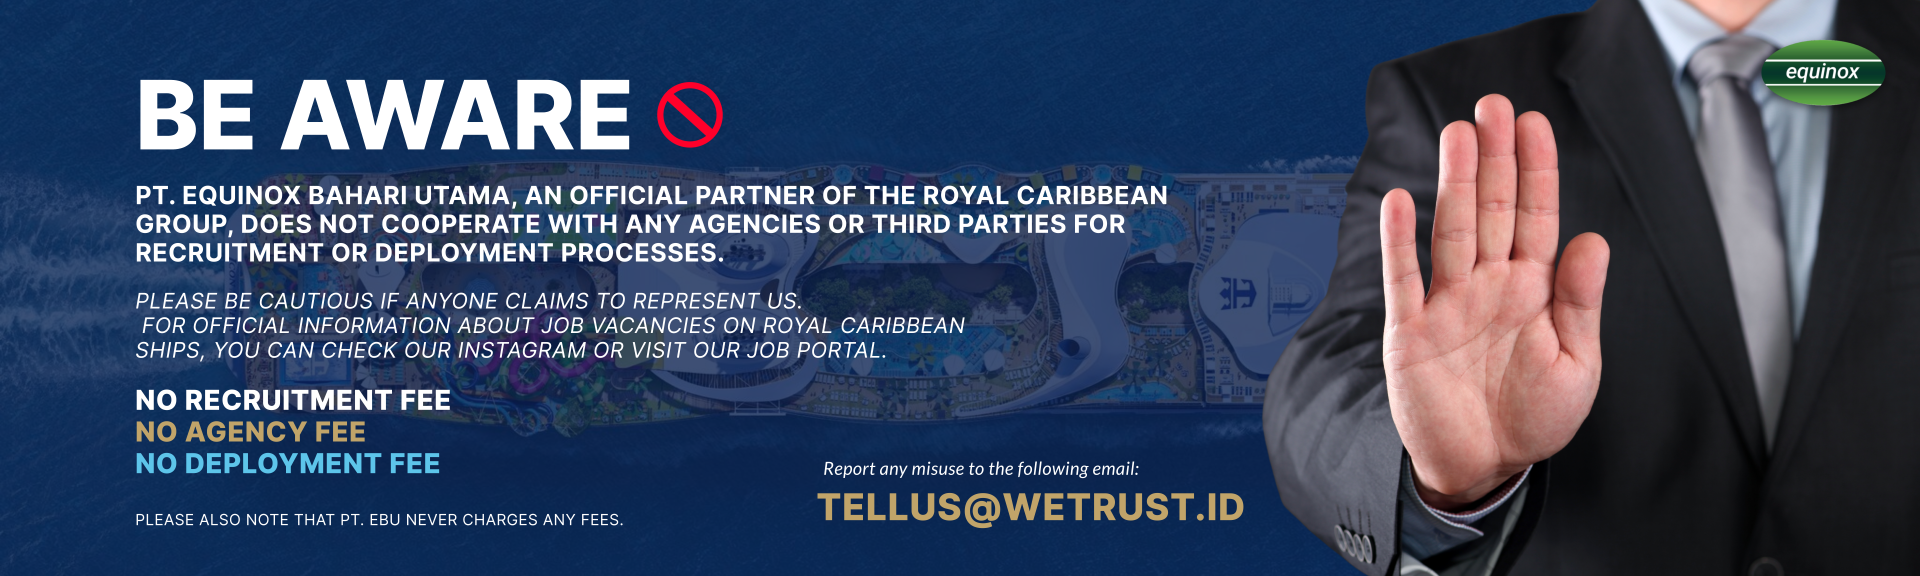 BE AWARE
PT. EQUINOX BAHARI UTAMA, AN OFFICIAL PARTNER OF THE ROYAL CARIBBEAN
GROUP, DOES NOT COOPERATE WITH ANY AGENCIES OR THIRD PARTIES FOR
RECRUITMENT OR DEPLOYMENT PROCESSES.
PLEASE BE CAUTIOUS IF ANYONE CLAIMS TO REPRESENT US.
FOR OFFICIAL INFORMATION ABOUT JOB VACANCIES ON ROYAL CARIBBEAN
SHIPS, YOU CAN CHECK OUR INSTAGRAM OR VISIT OUR JOB PORTAL.
NO RECRUITMENT FEE
NO AGENCY FEE
NO DEPLOYMENT FEE
PLEASE ALSO NOTE THAT PT. EBU NEVER CHARGES ANY FEES.
Report any misuse to the following email:
TELLUS@WETRUST.ID
equinox